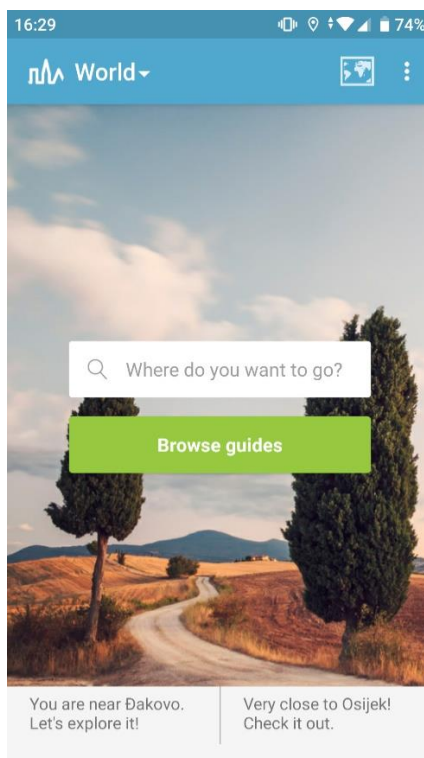 16:29
74%
World
Where do you want to go?
Browse guides
You are near Đakovo.
Let's explore it!
Very close to Osijek!
Check it out.